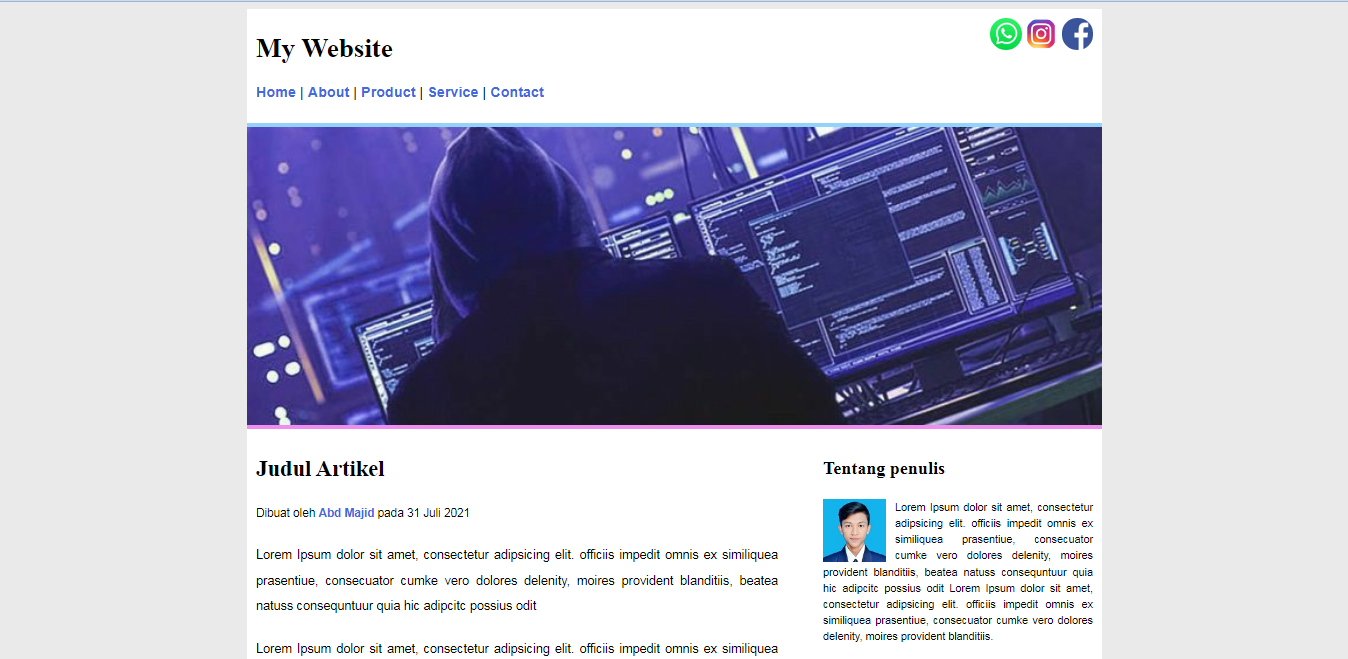 My Website
Home | About | Product | Service | Contact
Judul Artikel
Dibuat oleh Abd Majid pada 31 Juli 2021
Lorem Ipsum dolor sit amet, consectetur adipsicing elit. officiis impedit omnis ex similiquea
prasentiue, consecuator cumke vero dolores delenity, moires provident blanditiis, beatea
natuss consequntuur quia hic adipcitc possius odit
Lorem Ipsum dolor sit amet, consectetur adipsicing elit. officiis impedit omnis ex similiquea
Tentang penulis
Lorem Ipsum dolor sit amet, consectetur
adipsicing elit. officiis impedit omnis ex
similiquea prasentiue, consecuator
cumke vero dolores delenity, moires
provident blanditiis, beatea natuss consequntuur quia
hic adipcitc possius odit Lorem Ipsum dolor sit amet,
consectetur adipsicing elit. officiis impedit omnis ex
similiquea prasentiue, consecuator cumke vero dolores
delenity, moires provident blanditiis.